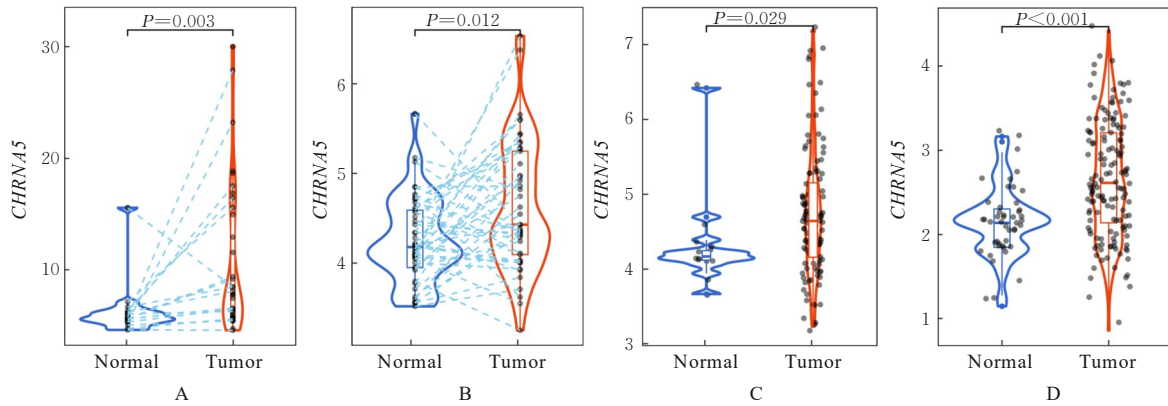 P=0.003
30
20
10
CHRNA5
Normal Tumor
A
P=0.012
6
5
4
CHRNA5
Normal Tumor
B
P=0.029
7
6
5
4
3
CHRNA5
Normal Tumor
C
P<0.001
4
3
2
1
CHRNA5
Normal Tumor
D